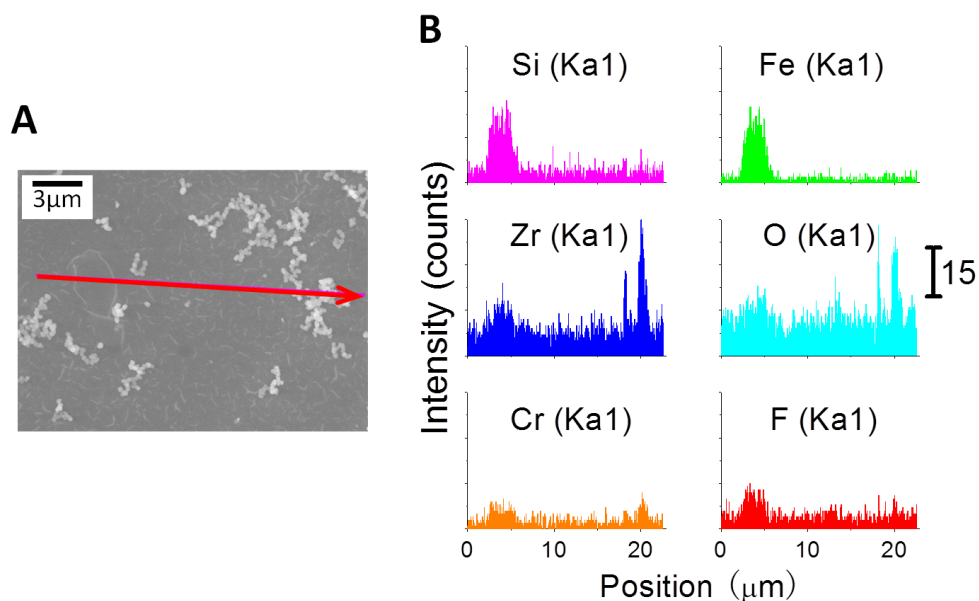 A
3μm
B
Si (Ka1)
Fe (Ka1)
Zr (Ka1)
O (Ka1)
15
Cr (Ka1)
F (Ka1)
Intensity (counts)
0 10 20
0 10 20
Position (μm)